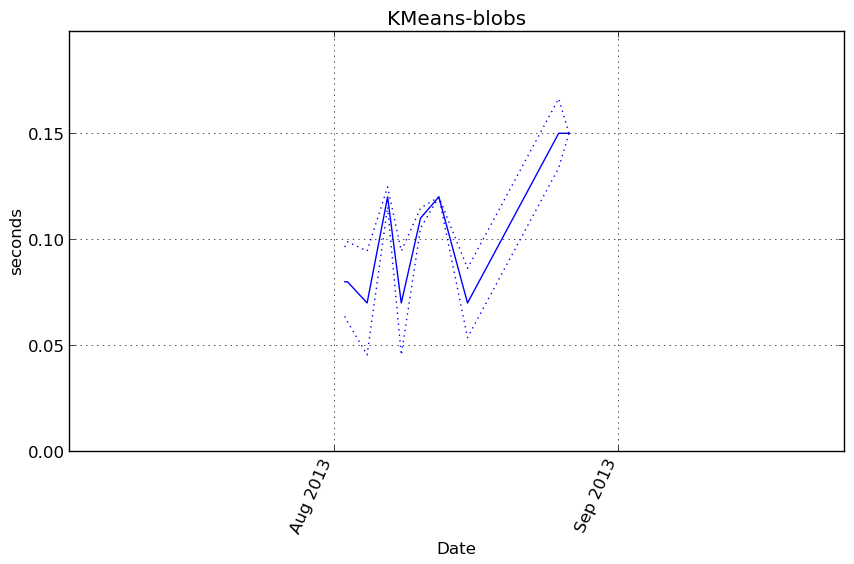 KMeans-blobs
seconds
0.15
0.10
0.05
0.00
Aug 2013
Sep 2013
Date